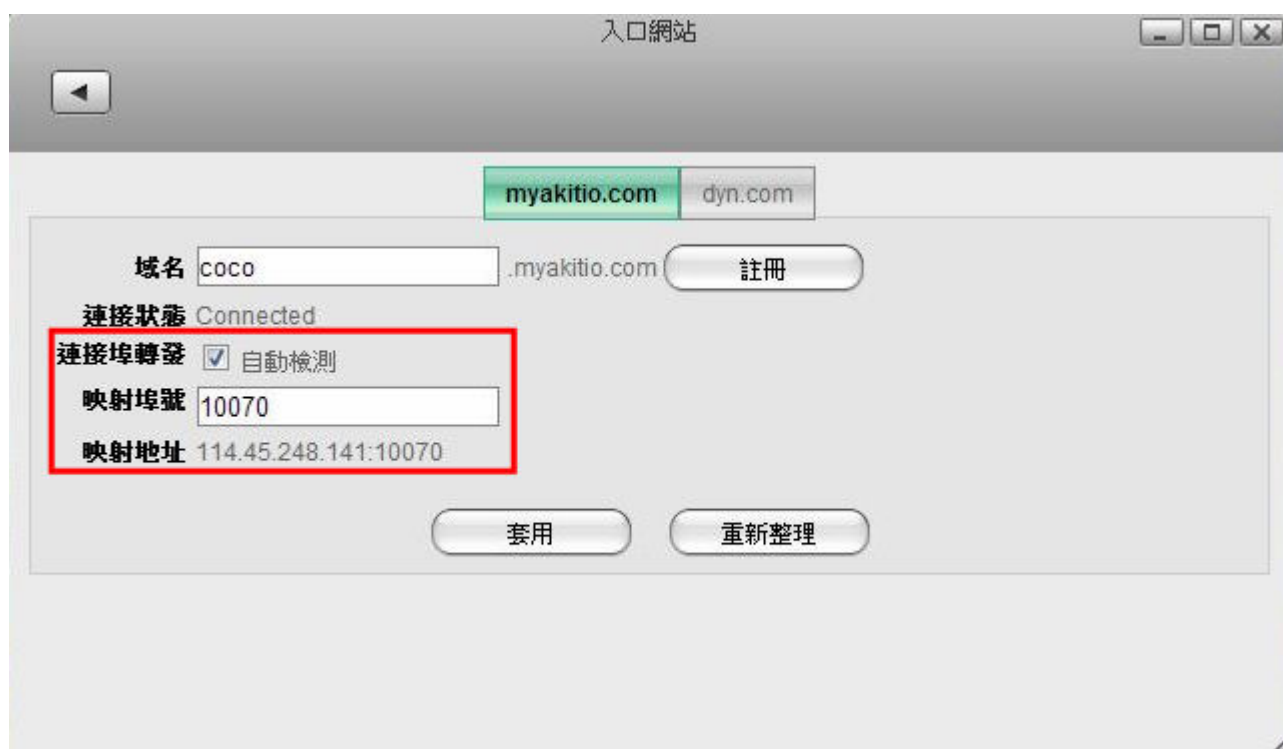 入口網站
myakitio.com dyn.com
域名 coco .myakitio.com 註冊
連接狀態 Connected
連接埠轉發 自動檢測
映射埠號 10070
映射地址 114.45.248.141:10070
套用 重新整理